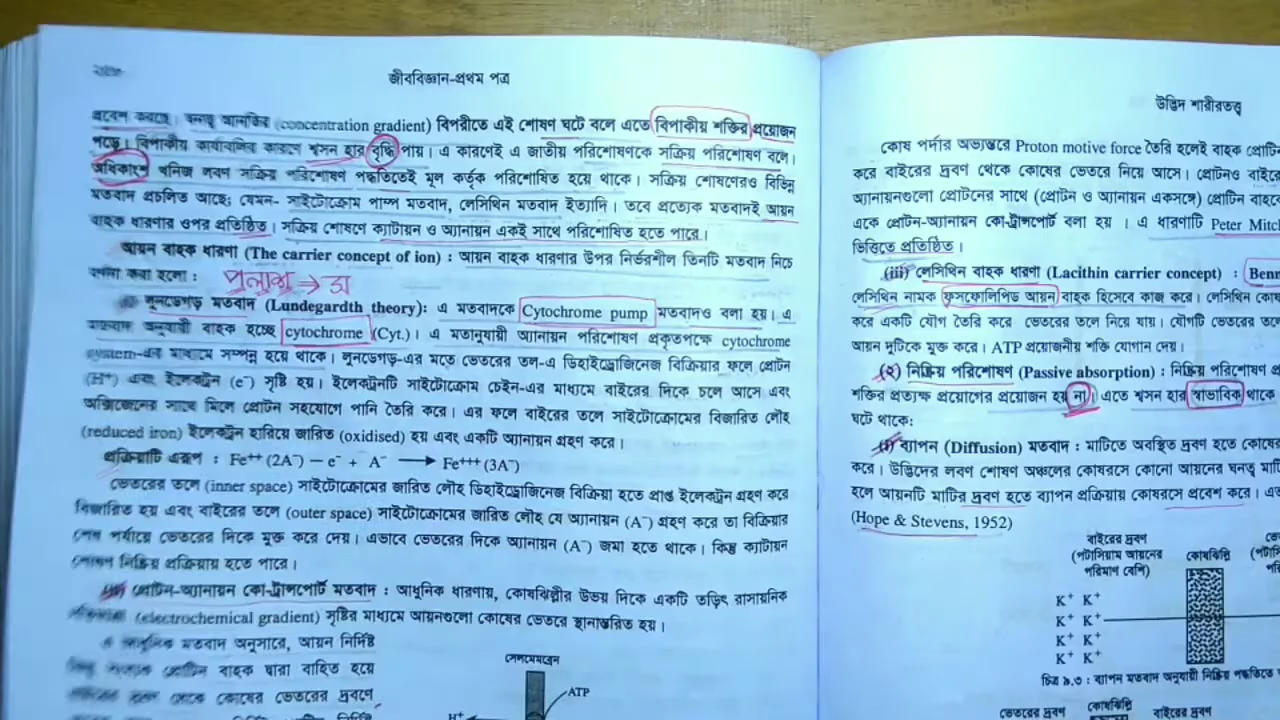 জীববিজ্ঞান-প্রথম পত্র
প্রবেশ করছে। ঘনত্ব আনতির (concentration gradient) বিপরীতে এই শোষণ ঘটে বলে এতে বিপাকীয় শক্তির প্রয়োজন
পড়ে। বিপাকীয় কার্যাবলির কারণে শ্বসন হার বৃদ্ধি পায়। এ কারণেই এ জাতীয় পরিশোষণকে সক্রিয় পরিশোষণ বলে।
অধিকাংশ খনিজ লবণ সক্রিয় পরিশোষণ পদ্ধতিতেই মূল কর্তৃক পরিশোষিত হয়ে থাকে। সক্রিয় শোষণেরও বিভিন্ন
মতবাদ প্রচলিত আছে; যেমন- সাইটোক্রোম পাম্প মতবাদ, লেসিথিন মতবাদ ইত্যাদি। তবে প্রত্যেক মতবাদই আয়ন
বাহক ধারণার ওপর প্রতিষ্ঠিত। সক্রিয় শোষণে ক্যাটায়ন ও অ্যানায়ন একই সাথে পরিশোষিত হতে পারে।
আয়ন বাহক ধারণা (The carrier concept of ion) : আয়ন বাহক ধারণার উপর নির্ভরশীল তিনটি মতবাদ নিচে
বর্ণনা করা হলো :
লুনডেগড় মতবাদ (Lundegardth theory): এ মতবাদকে Cytochrome pump মতবাদও বলা হয়। এ
মতবাদ অনুযায়ী বাহক হচ্ছে cytochrome (Cyt.)। এ মতানুযায়ী অ্যানায়ন পরিশোষণ প্রকৃতপক্ষে cytochrome
system-এর মাধ্যমে সম্পন্ন হয়ে থাকে। লুনডেগড়-এর মতে ভেতরের তল-এ ডিহাইড্রোজিনেজ বিক্রিয়ার ফলে প্রোটন
(H⁺) এবং ইলেকট্রন (e⁻) সৃষ্টি হয়। ইলেকট্রনটি সাইটোক্রোম চেইন-এর মাধ্যমে বাইরের দিকে চলে আসে এবং
অক্সিজেনের সাথে মিলে প্রোটন সহযোগে পানি তৈরি করে। এর ফলে বাইরের তলে সাইটোক্রোমের বিজারিত লৌহ
(reduced iron) ইলেকট্রন হারিয়ে জারিত (oxidised) হয় এবং একটি অ্যানায়ন গ্রহণ করে।
প্রক্রিয়াটি এরূপ : Fe⁺⁺ (2A⁻) − e⁻ + A⁻ ⟶ Fe⁺⁺⁺ (3A⁻)
ভেতরের তলে (inner space) সাইটোক্রোমের জারিত লৌহ ডিহাইড্রোজিনেজ বিক্রিয়া হতে প্রাপ্ত ইলেকট্রন গ্রহণ করে
বিজারিত হয় এবং বাইরের তলে (outer space) সাইটোক্রোমের জারিত লৌহ যে অ্যানায়ন (A⁻) গ্রহণ করে তা বিক্রিয়ার
শেষ পর্যায়ে ভেতরের দিকে মুক্ত করে দেয়। এভাবে ভেতরের দিকে অ্যানায়ন (A⁻) জমা হতে থাকে। কিন্তু ক্যাটায়ন
শোষণ নিষ্ক্রিয় প্রক্রিয়ায় হতে পারে।
প্রোটন-অ্যানায়ন কো-ট্রান্সপোর্ট মতবাদ : আধুনিক ধারণায়, কোষঝিল্লীর উভয় দিকে একটি তড়িৎ রাসায়নিক
(electrochemical gradient) সৃষ্টির মাধ্যমে আয়নগুলো কোষের ভেতরে স্থানান্তরিত হয়।
এ আধুনিক মতবাদ অনুসারে, আয়ন নির্দিষ্ট
প্রোটিন বাহক দ্বারা বাহিত হয়ে
থেকে কোষের ভেতরের দ্রবণে
নির্দিষ্ট
সেলমেমব্রেন
ATP
H⁺
উদ্ভিদ শারীরতত্ত্ব
কোষ পর্দার অভ্যন্তরে Proton motive force তৈরি হলেই বাহক
করে বাইরের দ্রবণ থেকে কোষের ভেতরে নিয়ে আসে। প্রোটনও
অ্যানায়নগুলো প্রোটনের সাথে (প্রোটন ও অ্যানায়ন একসঙ্গে) প্রোটিন
একে প্রোটন-অ্যানায়ন কো-ট্রান্সপোর্ট বলা হয়। এ ধারণাটি Peter
ভিত্তিতে প্রতিষ্ঠিত।
(iii) লেসিথিন বাহক ধারণা (Lacithin carrier concept) :
লেসিথিন নামক ফসফোলিপিড আয়ন বাহক হিসেবে কাজ করে। লেসিথিন
করে একটি যৌগ তৈরি করে ভেতরের তলে নিয়ে যায়। যৌগটি ভেতরের
আয়ন দুটিকে মুক্ত করে। ATP প্রয়োজনীয় শক্তি যোগান দেয়।
(২) নিষ্ক্রিয় পরিশোষণ (Passive absorption) : নিষ্ক্রিয় পরিশোষণ
শক্তির প্রত্যক্ষ প্রয়োগের প্রয়োজন হয় না। এতে শ্বসন হার স্বাভাবিক থাকে
ঘটে থাকে:
ব্যাপন (Diffusion) মতবাদ : মাটিতে অবস্থিত দ্রবণ হতে
করে। উদ্ভিদের লবণ শোষণ অঞ্চলের কোষরসে কোনো আয়নের ঘনত্ব
হলে আয়নটি মাটির দ্রবণ হতে ব্যাপন প্রক্রিয়ায় কোষরসে প্রবেশ করে।
(Hope & Stevens, 1952)
বাইরের দ্রবণ
(পটাসিয়াম আয়নের
পরিমাণ বেশি)
কোষঝিল্লি
K⁺ K⁺
K⁺ K⁺
K⁺ K⁺
K⁺ K⁺
চিত্র ৯.৩ : ব্যাপন মতবাদ অনুযায়ী নিষ্ক্রিয় পদ্ধতিতে
ভেতরের দ্রবণ কোষঝিল্লি বাইরের দ্রবণ